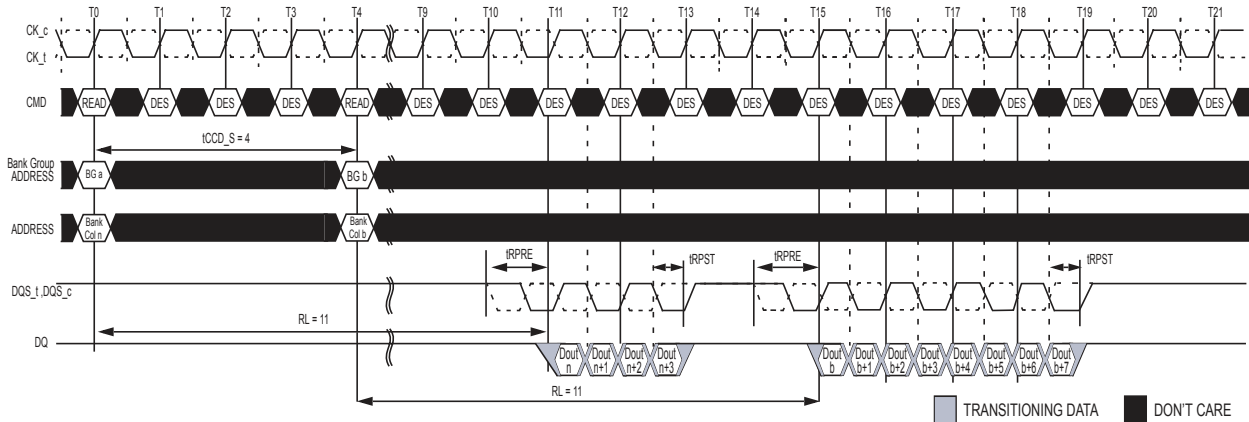 T0 T1 T2 T3 T4 T9 T10 T11 T12 T13 T14 T15 T16 T17 T18 T19 T20 T21
CK_c
CK_t
CMD READ DES DES DES READ DES DES DES DES DES DES DES DES DES DES DES DES DES
tCCD_S = 4
Bank Group
ADDRESS BG a BG b
ADDRESS Bank Col n Bank Col b
tRPRE tRPST tRPRE tRPST
DQS_t ,DQS_c
RL = 11
DQ Dout n Dout n+1 Dout n+2 Dout n+3 Dout b Dout b+1 Dout b+2 Dout b+3 Dout b+4 Dout b+5 Dout b+6 Dout b+7
RL = 11
TRANSITIONING DATA DON'T CARE